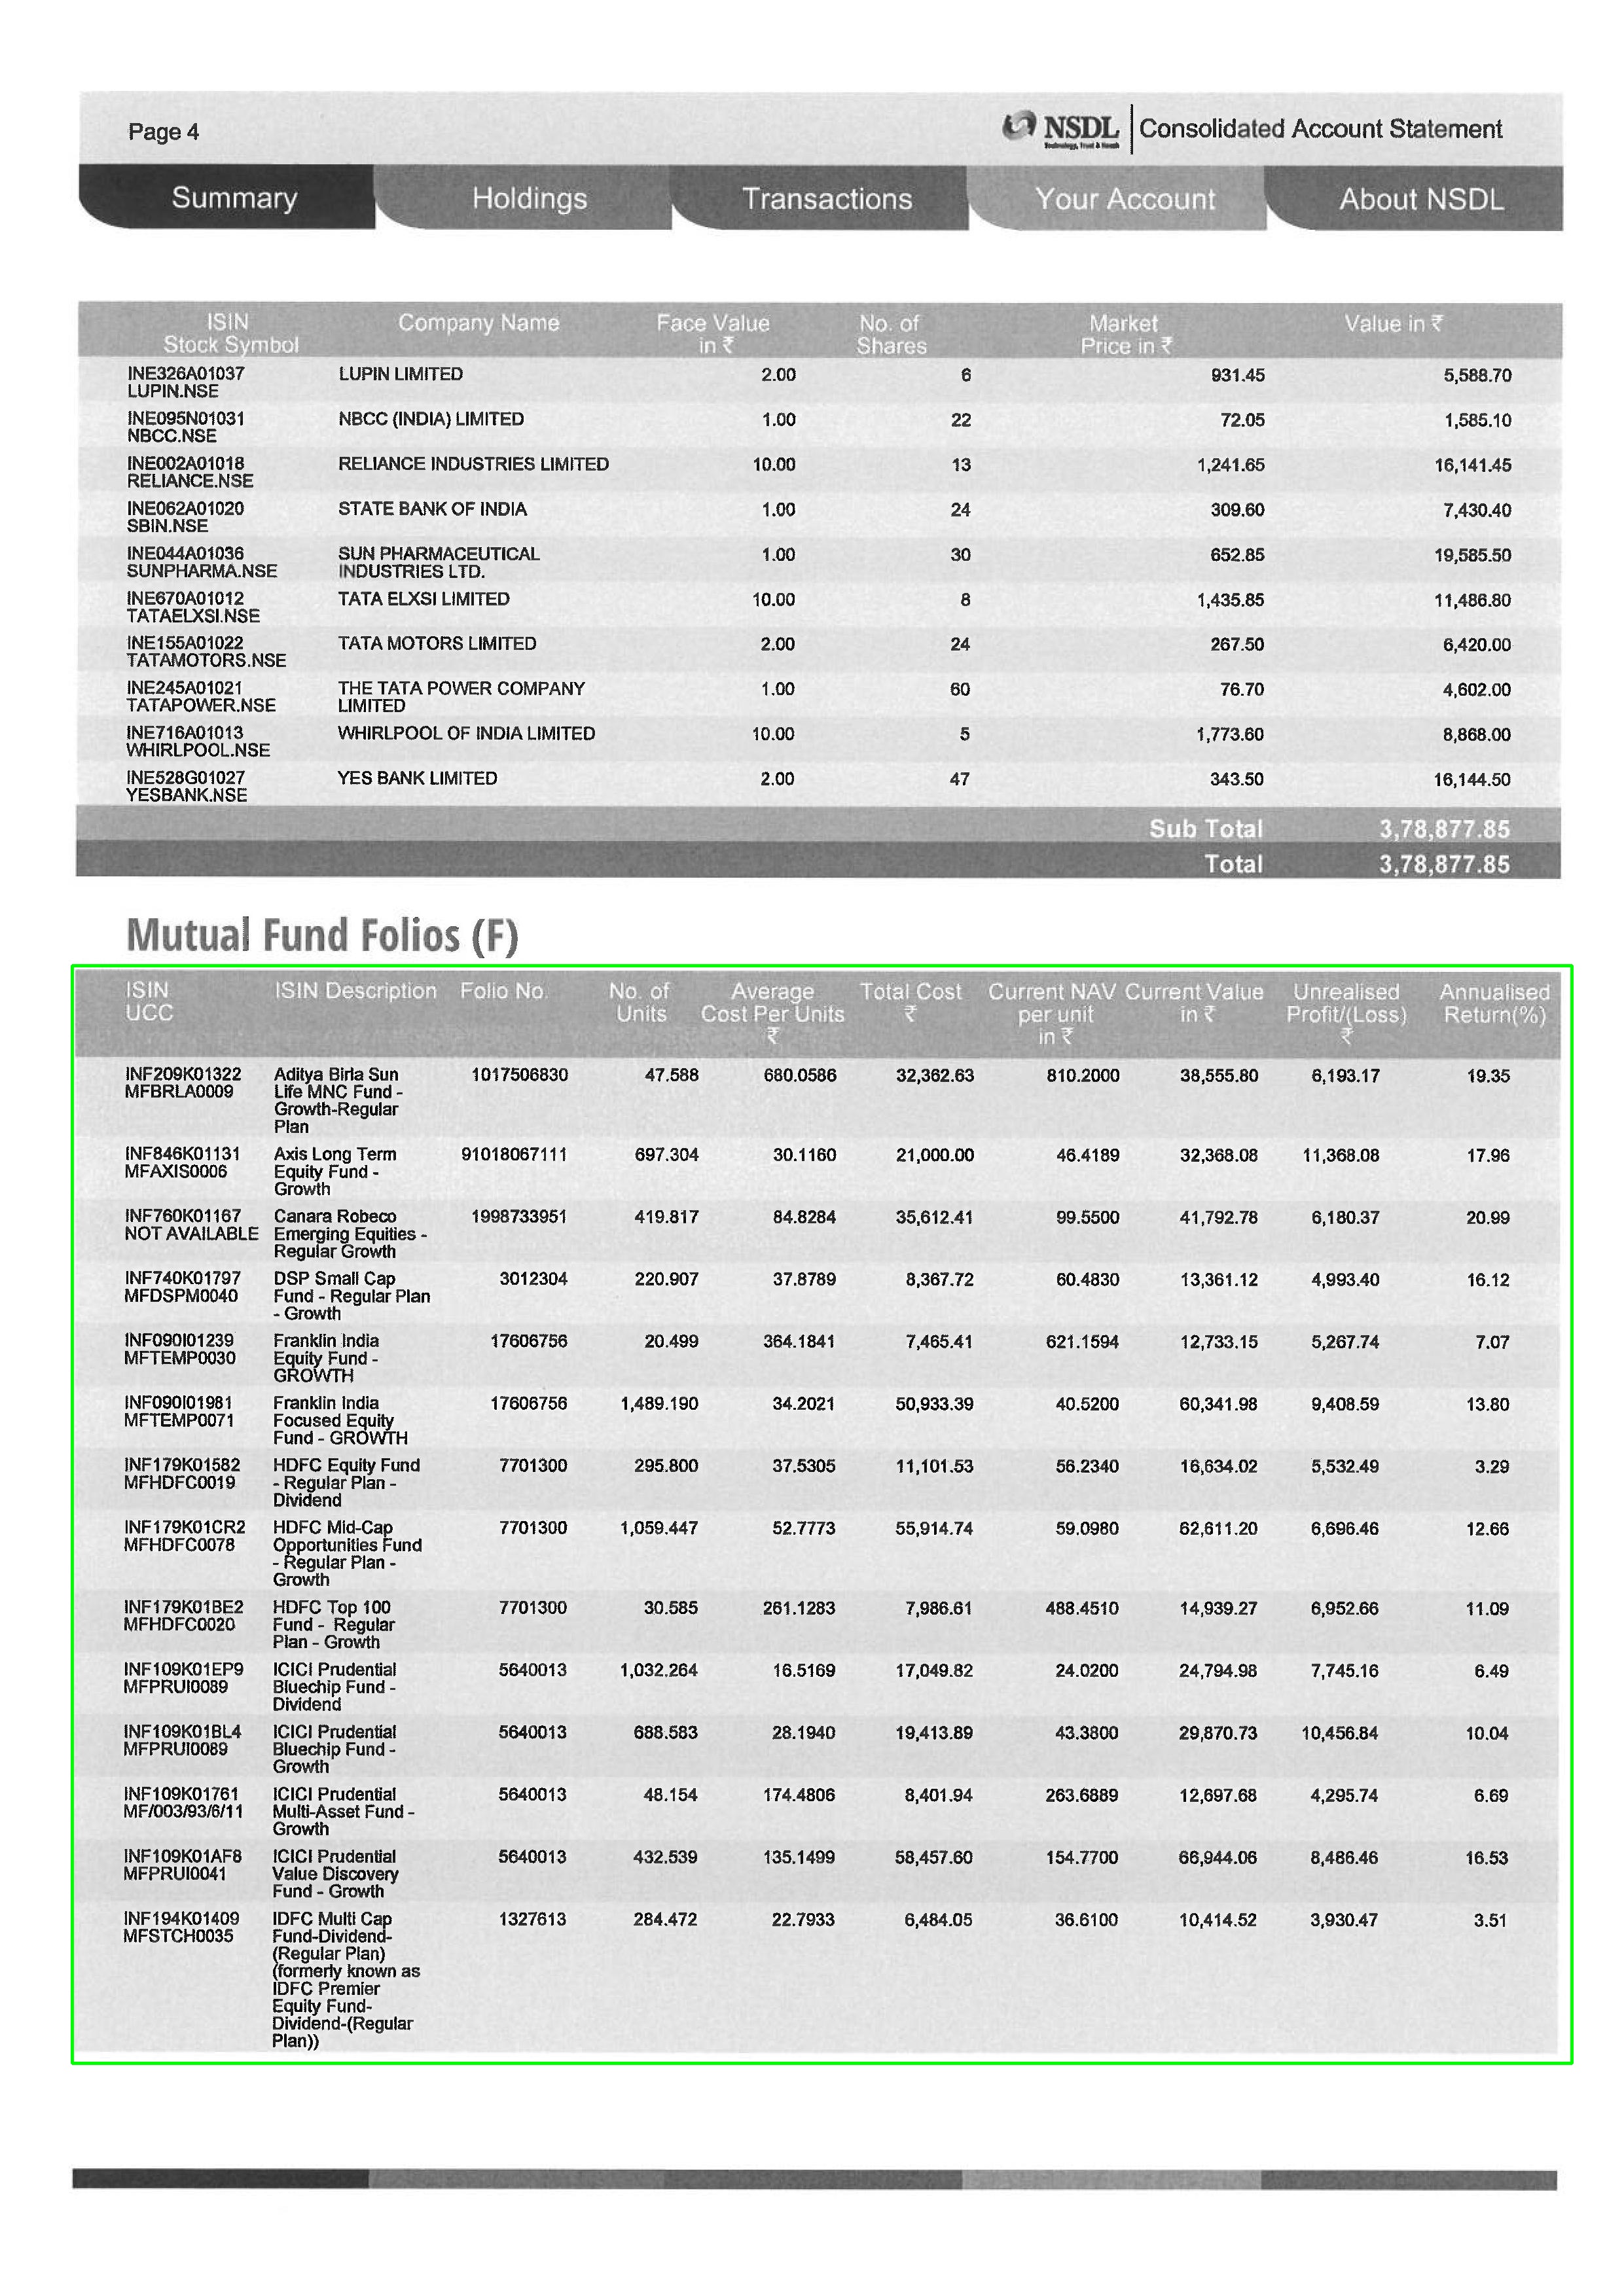 Page 4
NSDL Consolidated Account Statement
Technology, Trust & Reach
Summary Holdings Transactions Your Account About NSDL
ISIN Company Name Face Value No. of Market Value in ₹
Stock Symbol in ₹ Shares Price in ₹
INE326A01037 LUPIN LIMITED 2.00 6 931.45 5,588.70
LUPIN.NSE
INE095N01031 NBCC (INDIA) LIMITED 1.00 22 72.05 1,585.10
NBCC.NSE
INE002A01018 RELIANCE INDUSTRIES LIMITED 10.00 13 1,241.65 16,141.45
RELIANCE.NSE
INE062A01020 STATE BANK OF INDIA 1.00 24 309.60 7,430.40
SBIN.NSE
INE044A01036 SUN PHARMACEUTICAL 1.00 30 652.85 19,585.50
SUNPHARMA.NSE INDUSTRIES LTD.
INE670A01012 TATA ELXSI LIMITED 10.00 8 1,435.85 11,486.80
TATAELXSI.NSE
INE155A01022 TATA MOTORS LIMITED 2.00 24 267.50 6,420.00
TATAMOTORS.NSE
INE245A01021 THE TATA POWER COMPANY 1.00 60 76.70 4,602.00
TATAPOWER.NSE LIMITED
INE716A01013 WHIRLPOOL OF INDIA LIMITED 10.00 5 1,773.60 8,868.00
WHIRLPOOL.NSE
INE528G01027 YES BANK LIMITED 2.00 47 343.50 16,144.50
YESBANK.NSE
Sub Total 3,78,877.85
Total 3,78,877.85
Mutual Fund Folios (F)
ISIN ISIN Description Folio No. No. of Average Total Cost Current NAV Current Value Unrealised Annualised
UCC Units Cost Per Units ₹ per unit in ₹ Profit/(Loss) Return(%)
₹ in ₹ ₹
INF209K01322 Aditya Birla Sun 1017506830 47.588 680.0586 32,362.63 810.2000 38,555.80 6,193.17 19.35
MFBRLA0009 Life MNC Fund -
Growth-Regular
Plan
INF846K01131 Axis Long Term 91018067111 697.304 30.1160 21,000.00 46.4189 32,368.08 11,368.08 17.96
MFAXIS0006 Equity Fund -
Growth
INF760K01167 Canara Robeco 1998733951 419.817 84.8284 35,612.41 99.5500 41,792.78 6,180.37 20.99
NOT AVAILABLE Emerging Equities -
Regular Growth
INF740K01797 DSP Small Cap 3012304 220.907 37.8789 8,367.72 60.4830 13,361.12 4,993.40 16.12
MFDSPM0040 Fund - Regular Plan
- Growth
INF090I01239 Franklin India 17606756 20.499 364.1841 7,465.41 621.1594 12,733.15 5,267.74 7.07
MFTEMP0030 Equity Fund -
GROWTH
INF090I01981 Franklin India 17606756 1,489.190 34.2021 50,933.39 40.5200 60,341.98 9,408.59 13.80
MFTEMP0071 Focused Equity
Fund - GROWTH
INF179K01582 HDFC Equity Fund 7701300 295.800 37.5305 11,101.53 56.2340 16,634.02 5,532.49 3.29
MFHDFC0019 - Regular Plan -
Dividend
INF179K01CR2 HDFC Mid-Cap 7701300 1,059.447 52.7773 55,914.74 59.0980 62,611.20 6,696.46 12.66
MFHDFC0078 Opportunities Fund
- Regular Plan -
Growth
INF179K01BE2 HDFC Top 100 7701300 30.585 261.1283 7,986.61 488.4510 14,939.27 6,952.66 11.09
MFHDFC0020 Fund - Regular
Plan - Growth
INF109K01EP9 ICICI Prudential 5640013 1,032.264 16.5169 17,049.82 24.0200 24,794.98 7,745.16 6.49
MFPRUI0089 Bluechip Fund -
Dividend
INF109K01BL4 ICICI Prudential 5640013 688.583 28.1940 19,413.89 43.3800 29,870.73 10,456.84 10.04
MFPRUI0089 Bluechip Fund -
Growth
INF109K01761 ICICI Prudential 5640013 48.154 174.4806 8,401.94 263.6889 12,697.68 4,295.74 6.69
MF/003/93/6/11 Multi-Asset Fund -
Growth
INF109K01AF8 ICICI Prudential 5640013 432.539 135.1499 58,457.60 154.7700 66,944.06 8,486.46 16.53
MFPRUI0041 Value Discovery
Fund - Growth
INF194K01409 IDFC Multi Cap 1327613 284.472 22.7933 6,484.05 36.6100 10,414.52 3,930.47 3.51
MFSTCH0035 Fund-Dividend-
(Regular Plan)
(formerly known as
IDFC Premier
Equity Fund-
Dividend-(Regular
Plan))